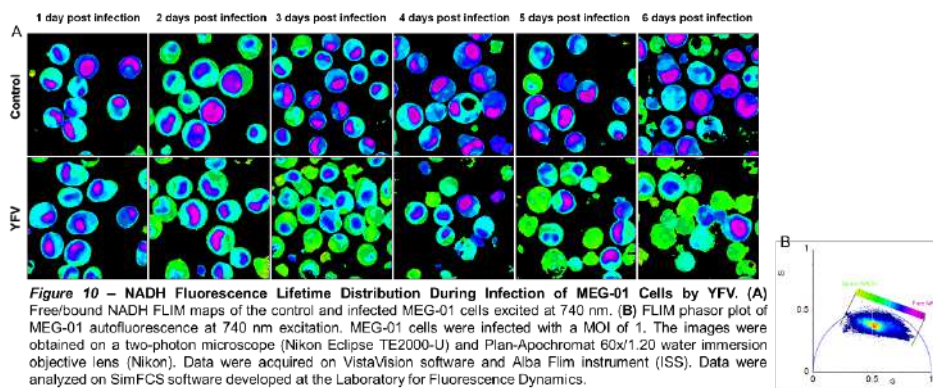 1 day post infection 2 days post infection 3 days post infection 4 days post infection 5 days post infection 6 days post infection
A
Control
YFV
Figure 10 – NADH Fluorescence Lifetime Distribution During Infection of MEG-01 Cells by YFV. (A)
Free/bound NADH FLIM maps of the control and infected MEG-01 cells excited at 740 nm. (B) FLIM phasor plot of
MEG-01 autofluorescence at 740 nm excitation. MEG-01 cells were infected with a MOI of 1. The images were
obtained on a two-photon microscope (Nikon Eclipse TE2000-U) and Plan-Apochromat 60x/1.20 water immersion
objective lens (Nikon). Data were acquired on VistaVision software and Alba Flim instrument (ISS). Data were
analyzed on SimFCS software developed at the Laboratory for Fluorescence Dynamics.
B
1
0.5
0
0.5
1